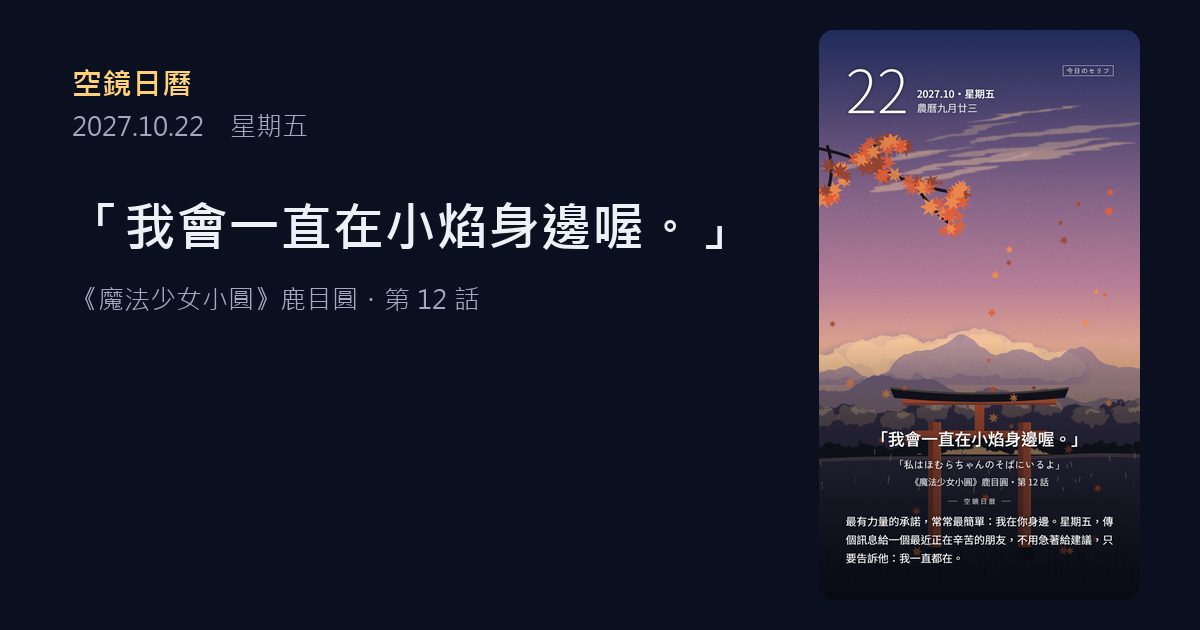 空鏡日曆
2027.10.22 星期五
「我會一直在小焰身邊喔。」
《魔法少女小圓》鹿目圓·第 12 話
22
2027.10・星期五
農曆九月廿三
今日のセリフ
「我會一直在小焰身邊喔。」
「私はほむらちゃんのそばにいるよ」
《魔法少女小圓》鹿目圓・第 12 話
— 空鏡日曆 —
最有力量的承諾，常常最簡單：我在你身邊。星期五，傳
個訊息給一個最近正在辛苦的朋友，不用急著給建議，只
要告訴他：我一直都在。